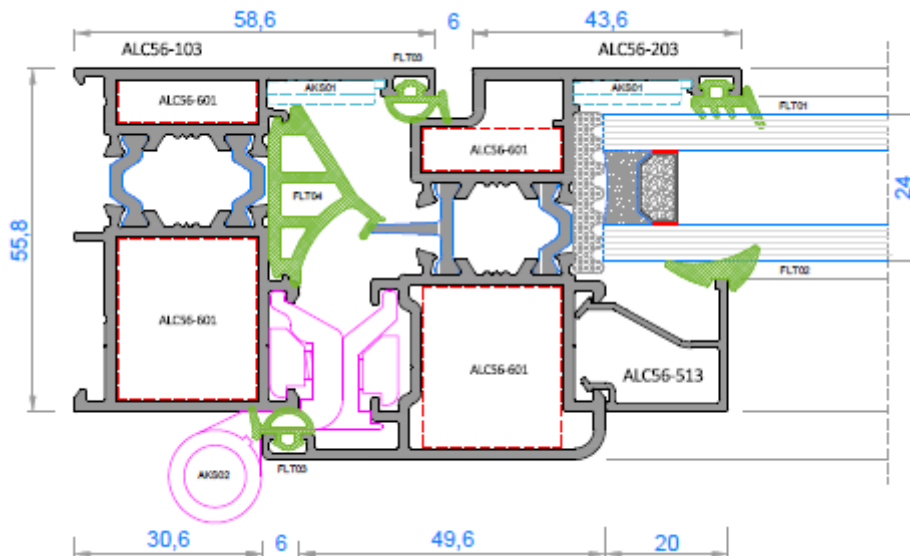 58,6 6 43,6
ALC56-103 ALC56-203
FLT03
ALC56-601 AKS01 AKS01
FLT01
ALC56-601
FLT04
24
55,8
FLT02
ALC56-601
ALC56-601
ALC56-513
AKS02
FLT03
30,6 6 49,6 20